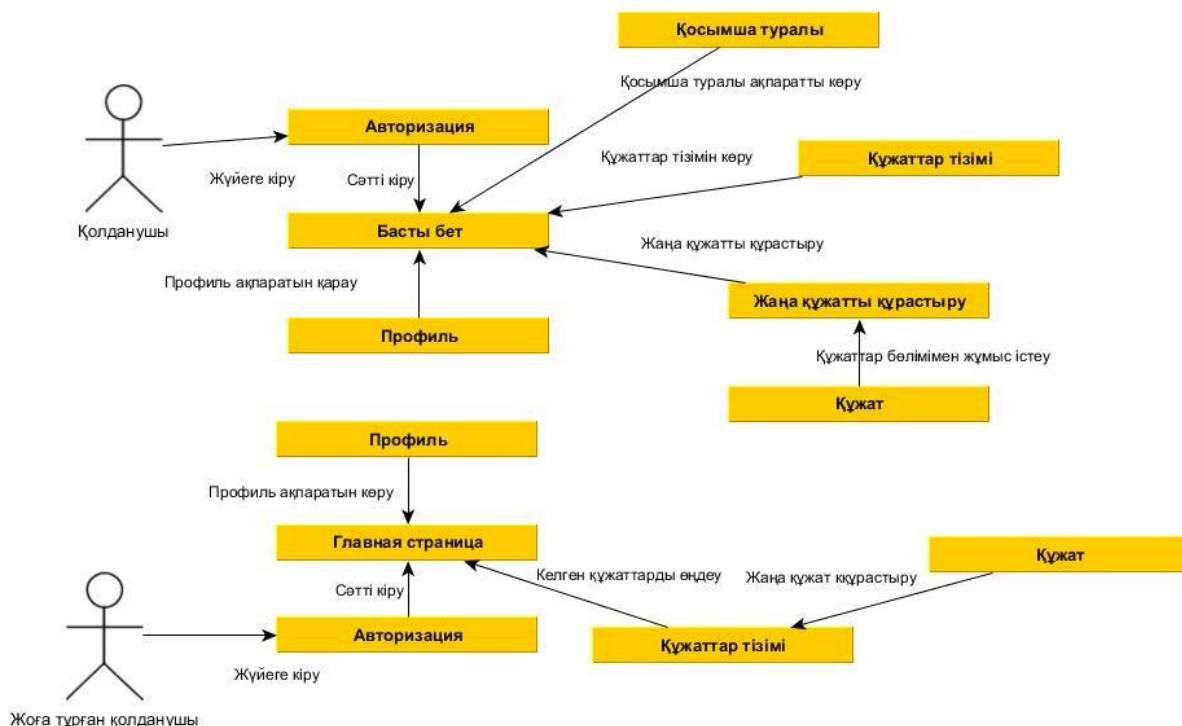 Қосымша туралы
Қосымша туралы ақпаратты көру
Авторизация
Құжаттар тізімін көру
Құжаттар тізімі
Жүйеге кіру
Сәтті кіру
Қолданушы
Басты бет
Жаңа құжатты құрастыру
Профиль ақпаратын қарау
Жаңа құжатты құрастыру
Профиль
Құжаттар бөлімімен жұмыс істеу
Құжат
Профиль
Профиль ақпаратын көру
Главная страница
Құжат
Келген құжаттарды өңдеу
Жаңа құжат ққұрастыру
Сәтті кіру
Авторизация
Құжаттар тізімі
Жүйеге кіру
Жоға тұрған қолданушы